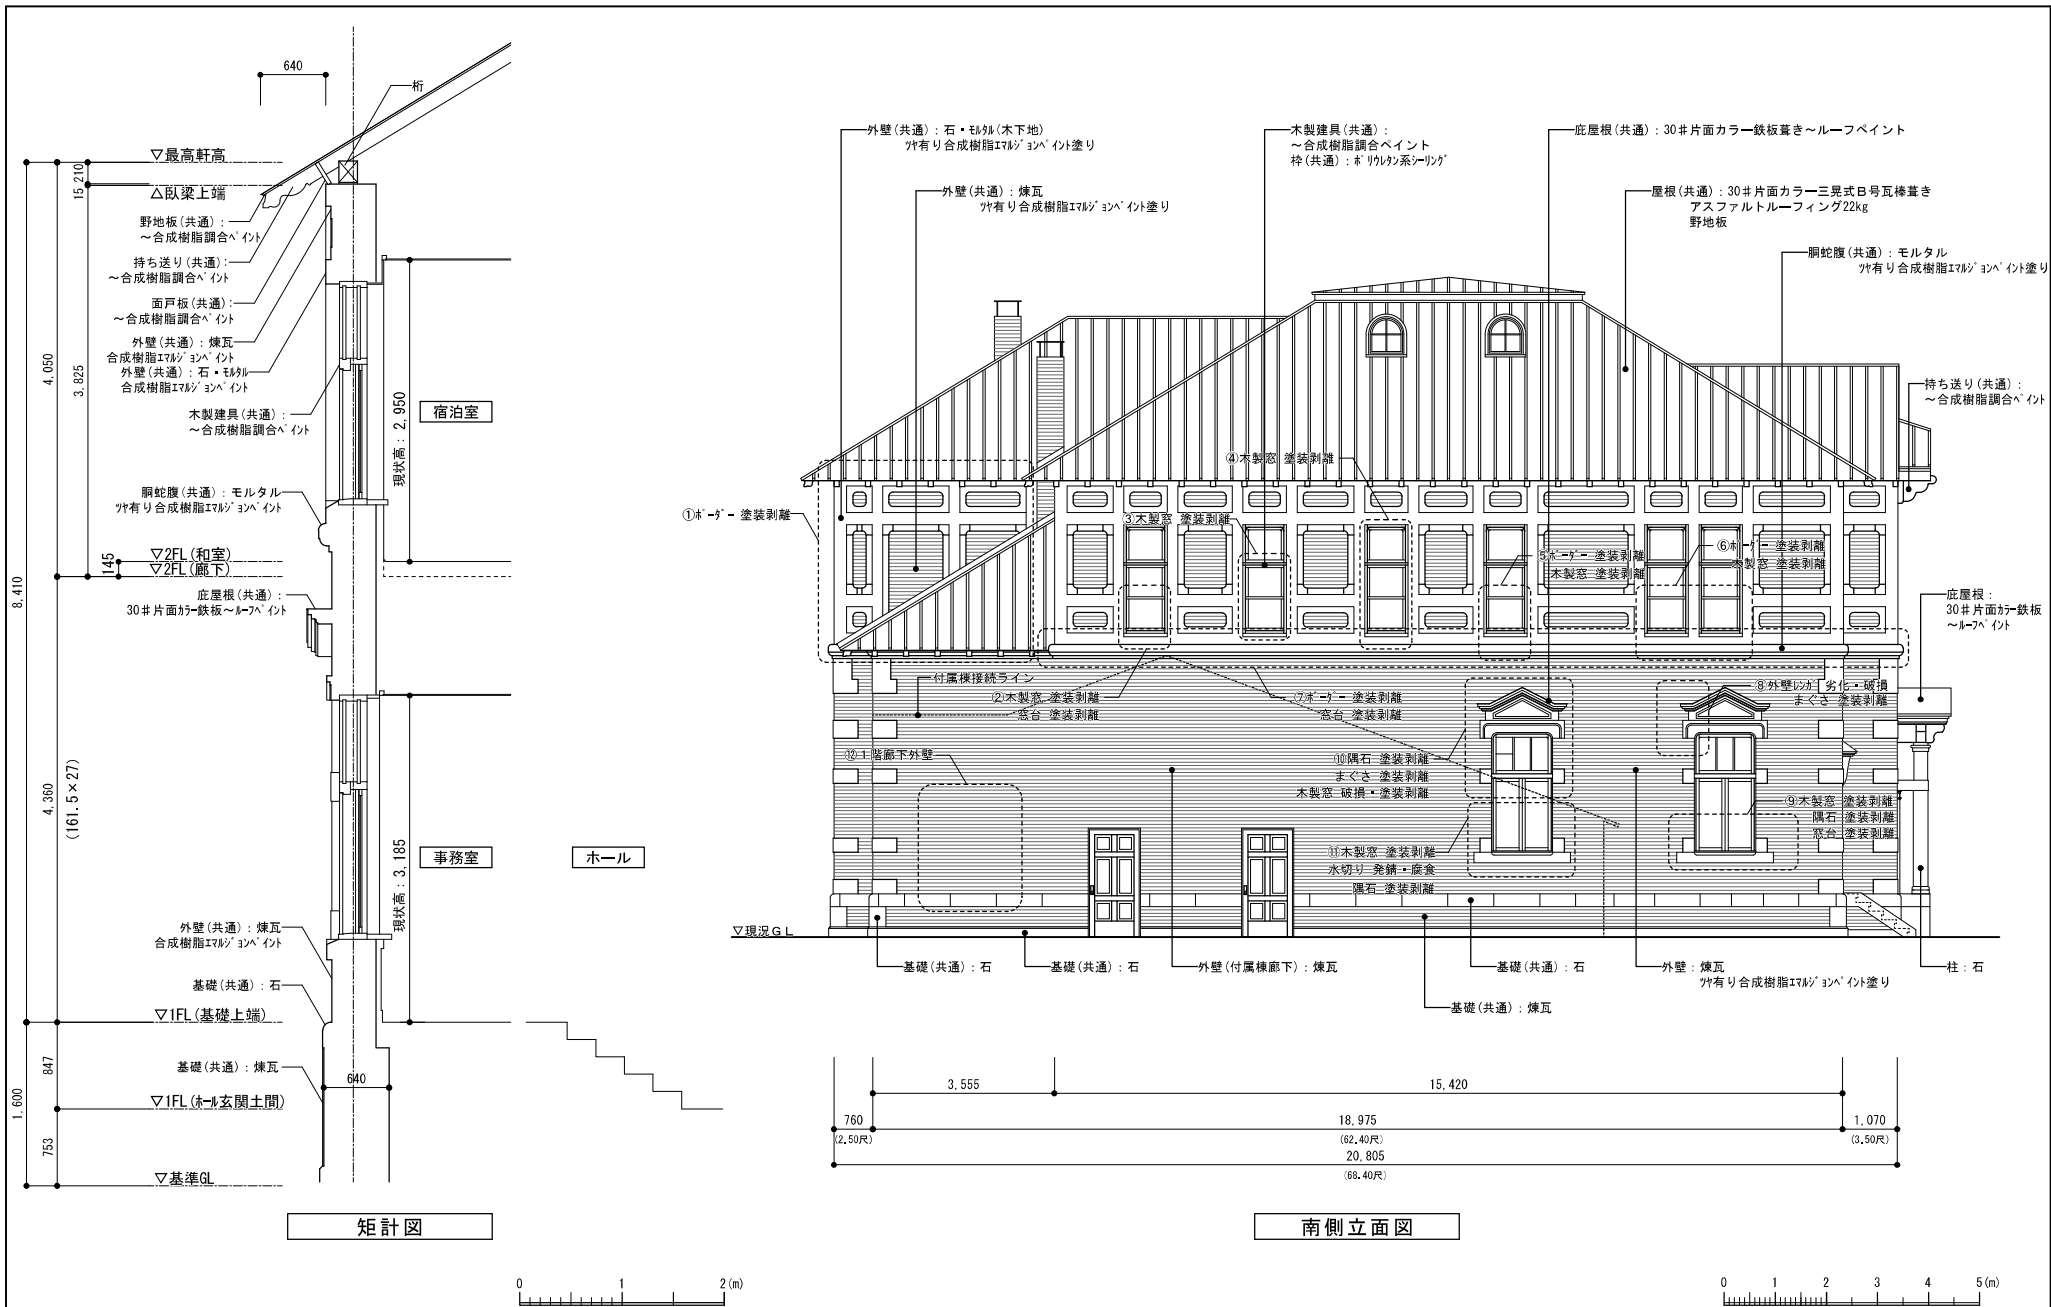 640
桁
▽最高軒高
15
210
△臥梁上端
野地板(共通):
～合成樹脂調合ペイント
持ち送り(共通):
～合成樹脂調合ペイント
面戸板(共通):
～合成樹脂調合ペイント
外壁(共通):煉瓦
合成樹脂エマルジョンペイント
外壁(共通):石・モルタル
合成樹脂エマルジョンペイント
木製建具(共通):
～合成樹脂調合ペイント
4,050
3,825
現状高:2,950
宿泊室
胴蛇腹(共通):モルタル
ツヤ有り合成樹脂エマルジョンペイント
▽2FL(和室)
145
▽2FL(廊下)
庇屋根(共通):
30♯片面カラー鉄板～ルーフペイント
8,410
4,360
(161.5×27)
現状高:3,185
事務室
ホール
外壁(共通):煉瓦
合成樹脂エマルジョンペイント
基礎(共通):石
▽1FL(基礎上端)
基礎(共通):煉瓦
640
1,600
847
▽1FL(ホール玄関土間)
753
▽基準GL
矩計図
0 1 2(m)
外壁(共通):石・モルタル(木下地)
ツヤ有り合成樹脂エマルジョンペイント塗り
外壁(共通):煉瓦
ツヤ有り合成樹脂エマルジョンペイント塗り
木製建具(共通):
～合成樹脂調合ペイント
枠(共通):ポリウレタン系シーリング
庇屋根(共通):30♯片面カラー鉄板葺き～ルーフペイント
屋根(共通):30♯片面カラー三晃式B号瓦棒葺き
アスファルトルーフィング22kg
野地板
胴蛇腹(共通):モルタル
ツヤ有り合成樹脂エマルジョンペイント塗り
持ち送り(共通):
～合成樹脂調合ペイント
①ボーダー 塗装剥離
④木製窓 塗装剥離
③木製窓 塗装剥離
⑤ボーダー 塗装剥離
木製窓 塗装剥離
⑥ボーダー 塗装剥離
木製窓 塗装剥離
庇屋根:
30♯片面カラー鉄板
～ルーフペイント
付属棟接続ライン
②木製窓 塗装剥離
窓台 塗装剥離
⑦ボーダー 塗装剥離
窓台 塗装剥離
⑧外壁レンガ 劣化・破損
まぐさ 塗装剥離
⑫1階廊下外壁
⑩隅石 塗装剥離
まぐさ 塗装剥離
木製窓 破損・塗装剥離
⑨木製窓 塗装剥離
隅石 塗装剥離
窓台 塗装剥離
⑪木製窓 塗装剥離
水切り 発錆・腐食
隅石 塗装剥離
▽現況GL
基礎(共通):石
基礎(共通):石
外壁(付属棟廊下):煉瓦
基礎(共通):石
外壁:煉瓦
ツヤ有り合成樹脂エマルジョンペイント塗り
柱:石
基礎(共通):煉瓦
3,555
15,420
760
(2.50尺)
18,975
(62.40尺)
1,070
(3.50尺)
20,805
(68.40尺)
南側立面図
0 1 2 3 4 5(m)